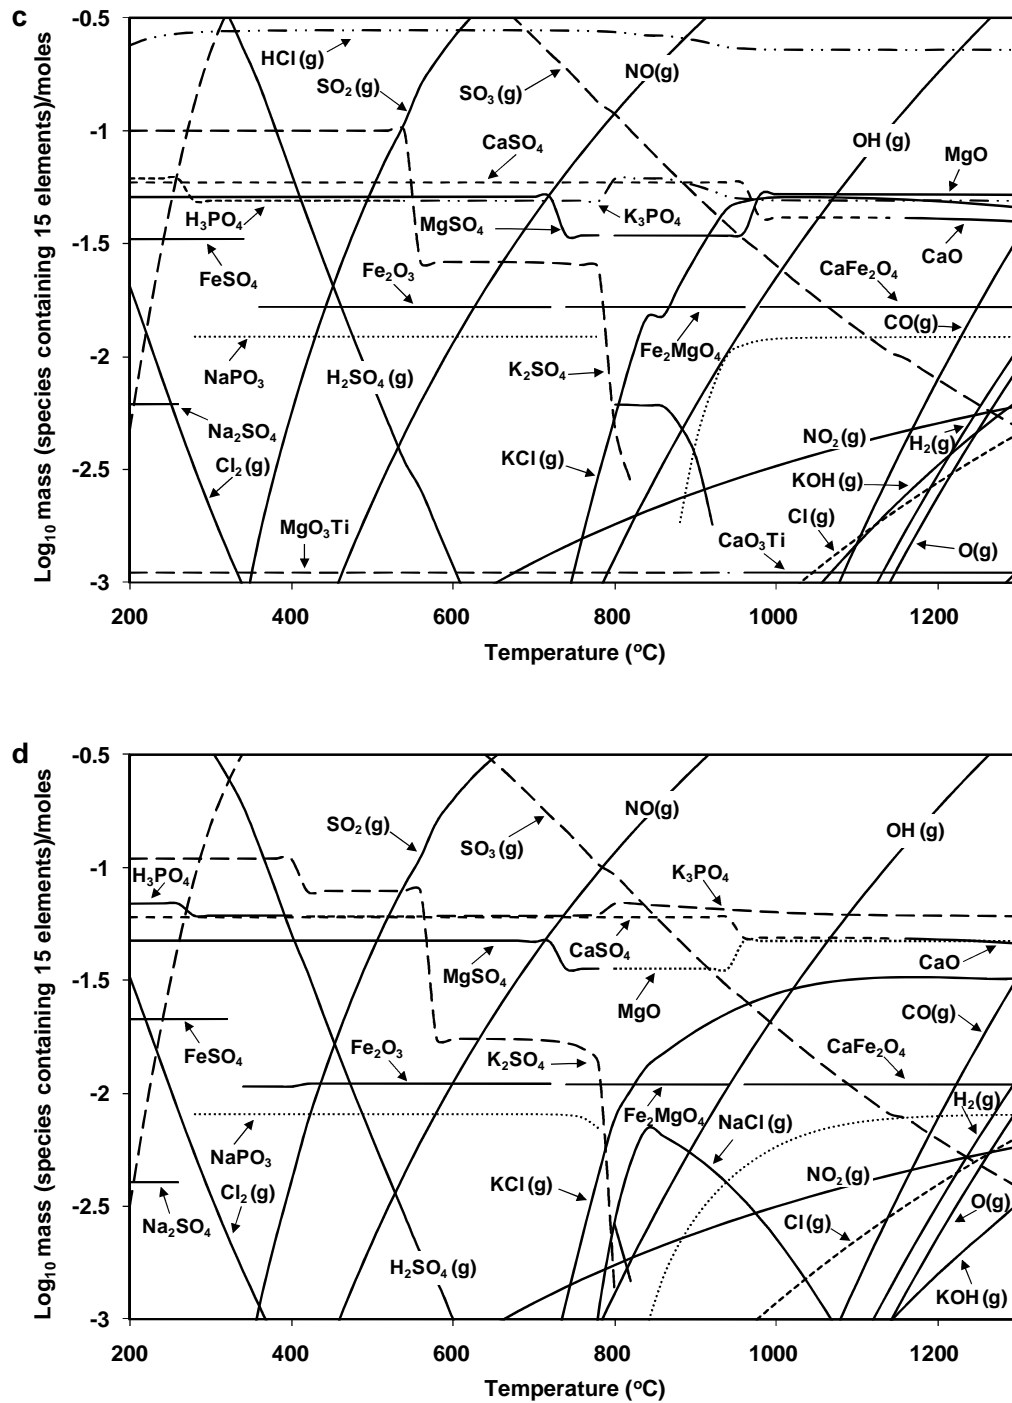 c
Log₁₀ mass (species containing 15 elements)/moles
-0.5
-1
-1.5
-2
-2.5
-3
HCl (g)
SO₂ (g)
SO₃ (g)
NO(g)
OH (g)
CaSO₄
MgO
H₃PO₄
MgSO₄
K₃PO₄
CaO
FeSO₄
Fe₂O₃
CaFe₂O₄
CO(g)
Fe₂MgO₄
NaPO₃
H₂SO₄ (g)
K₂SO₄
Na₂SO₄
Cl₂ (g)
KCl (g)
NO₂ (g)
H₂(g)
KOH (g)
Cl (g)
MgO₃Ti
CaO₃Ti
O(g)
200 400 600 800 1000 1200
Temperature (°C)
d
Log₁₀ mass (species containing 15 elements)/moles
-0.5
-1
-1.5
-2
-2.5
-3
SO₂ (g)
SO₃ (g)
NO(g)
OH (g)
H₃PO₄
K₃PO₄
MgSO₄
CaSO₄
CaO
MgO
FeSO₄
Fe₂O₃
K₂SO₄
CO(g)
CaFe₂O₄
Fe₂MgO₄
NaCl (g)
H₂(g)
NaPO₃
Na₂SO₄
Cl₂ (g)
KCl (g)
NO₂ (g)
Cl (g)
O(g)
H₂SO₄ (g)
KOH (g)
200 400 600 800 1000 1200
Temperature (°C)